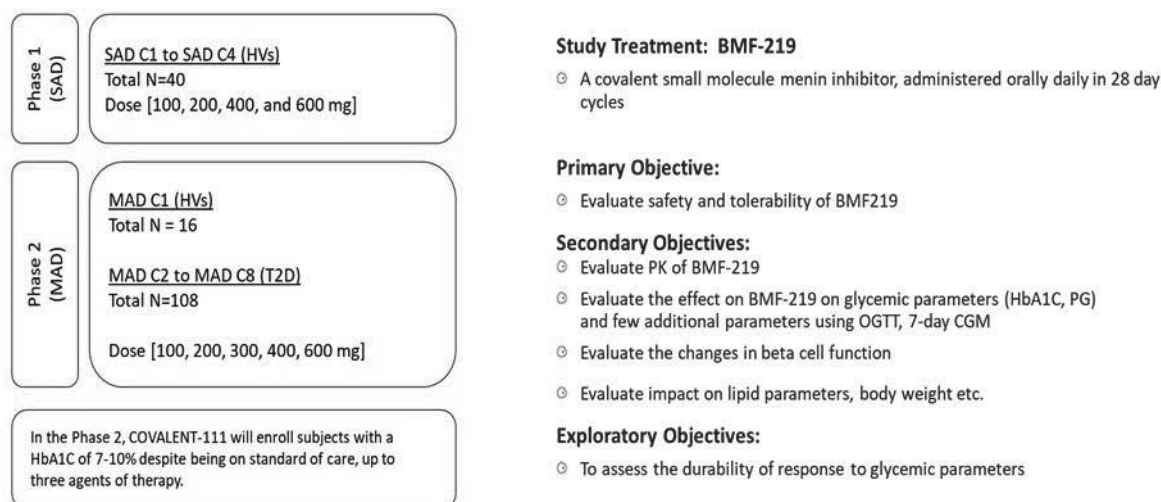 Phase 1
(SAD)
SAD C1 to SAD C4 (HVs)
Total N=40
Dose [100, 200, 400, and 600 mg]
Phase 2
(MAD)
MAD C1 (HVs)
Total N = 16
MAD C2 to MAD C8 (T2D)
Total N=108
Dose [100, 200, 300, 400, 600 mg]
In the Phase 2, COVALENT-111 will enroll subjects with a
HbA1C of 7-10% despite being on standard of care, up to
three agents of therapy.
Study Treatment: BMF-219
A covalent small molecule menin inhibitor, administered orally daily in 28 day
cycles
Primary Objective:
Evaluate safety and tolerability of BMF219
Secondary Objectives:
Evaluate PK of BMF-219
Evaluate the effect on BMF-219 on glycemic parameters (HbA1C, PG)
and few additional parameters using OGTT, 7-day CGM
Evaluate the changes in beta cell function
Evaluate impact on lipid parameters, body weight etc.
Exploratory Objectives:
To assess the durability of response to glycemic parameters